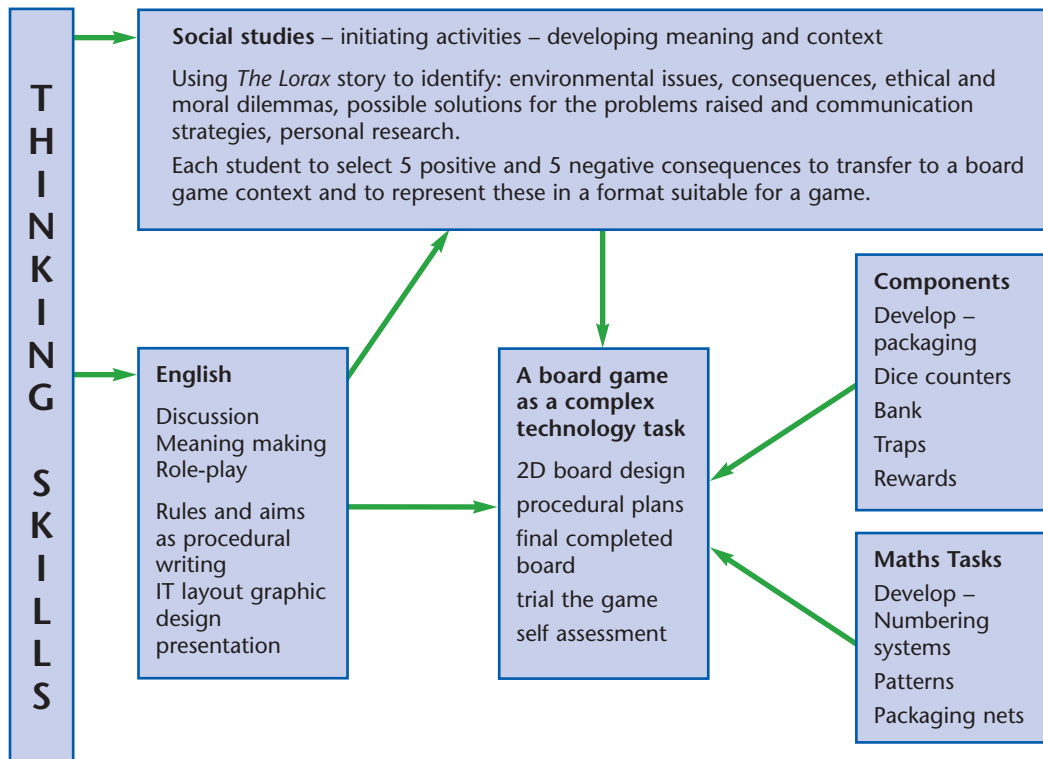 THINKING SKILLS
Social studies – initiating activities – developing meaning and context
Using The Lorax story to identify: environmental issues, consequences, ethical and
moral dilemmas, possible solutions for the problems raised and communication
strategies, personal research.
Each student to select 5 positive and 5 negative consequences to transfer to a board
game context and to represent these in a format suitable for a game.
English
Discussion
Meaning making
Role-play
Rules and aims
as procedural
writing
IT layout graphic
design
presentation
A board game
as a complex
technology task
2D board design
procedural plans
final completed
board
trial the game
self assessment
Components
Develop –
packaging
Dice counters
Bank
Traps
Rewards
Maths Tasks
Develop –
Numbering
systems
Patterns
Packaging nets